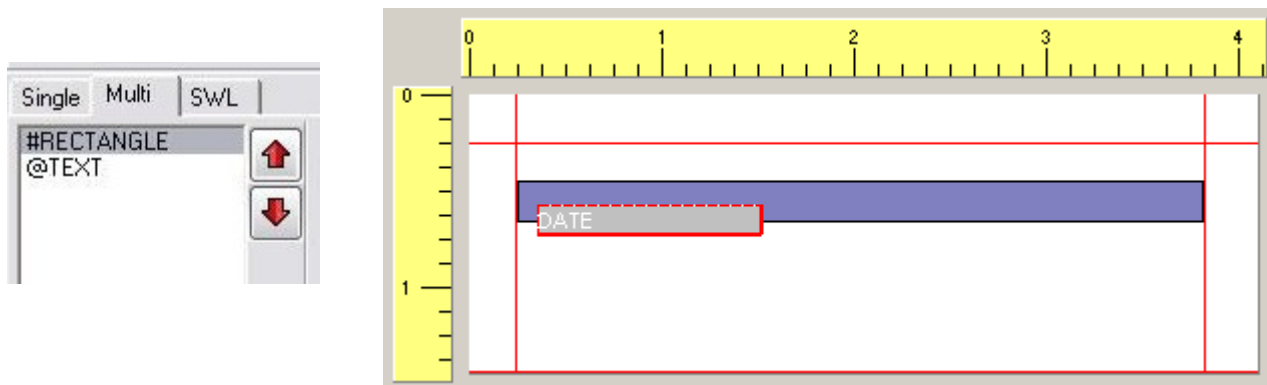 Single Multi SWL
#RECTANGLE
@TEXT
0 1 2 3 4
0
DATE
1